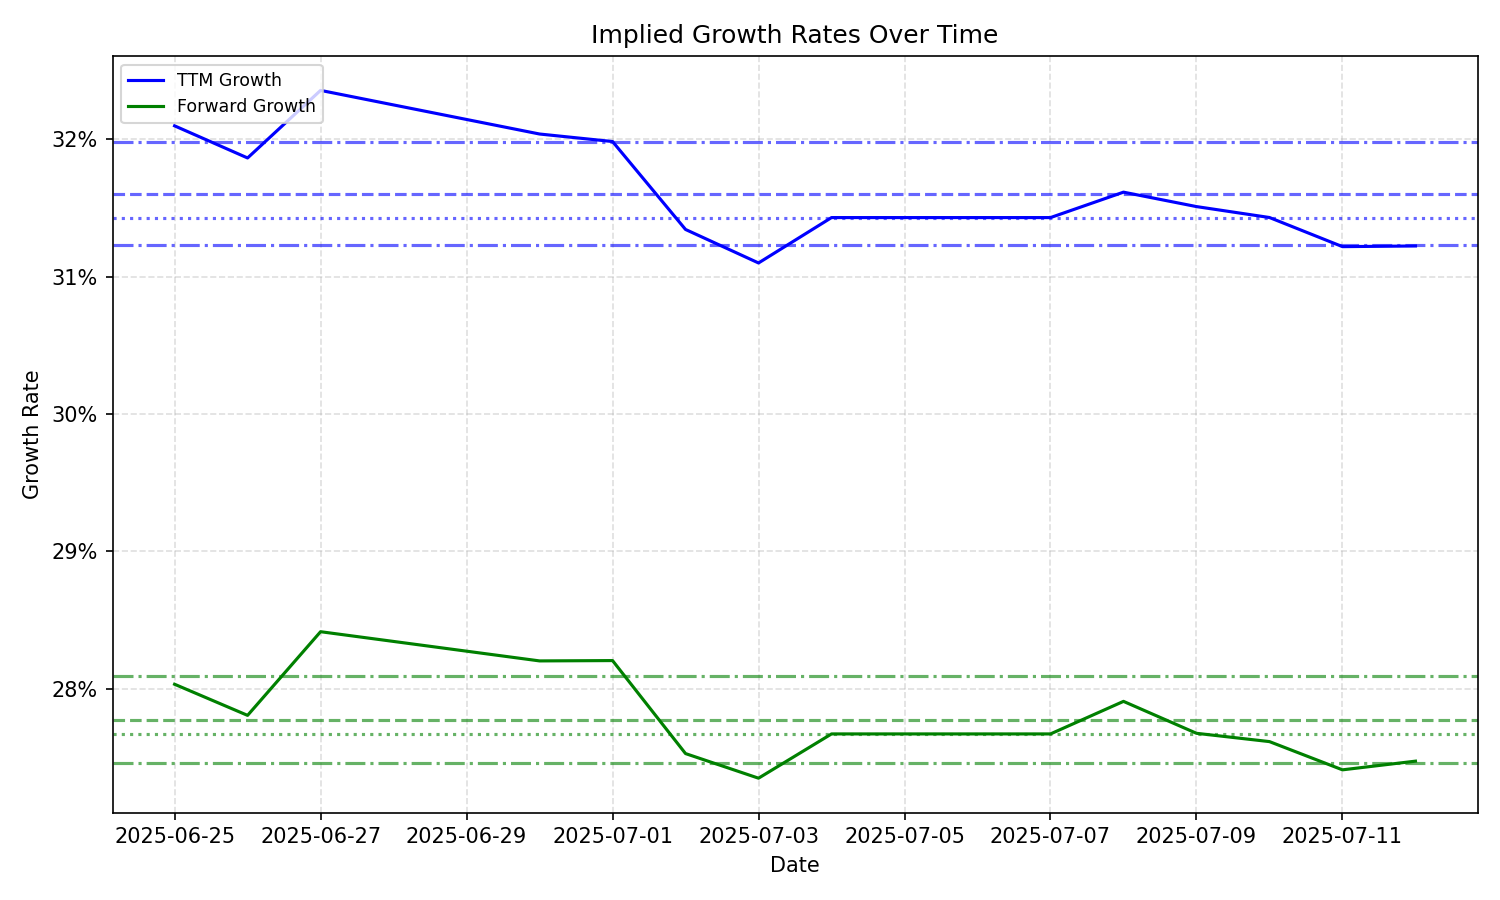 Implied Growth Rates Over Time
TTM Growth
Forward Growth
32%
31%
30%
29%
28%
Growth Rate
2025-06-25 2025-06-27 2025-06-29 2025-07-01 2025-07-03 2025-07-05 2025-07-07 2025-07-09 2025-07-11
Date